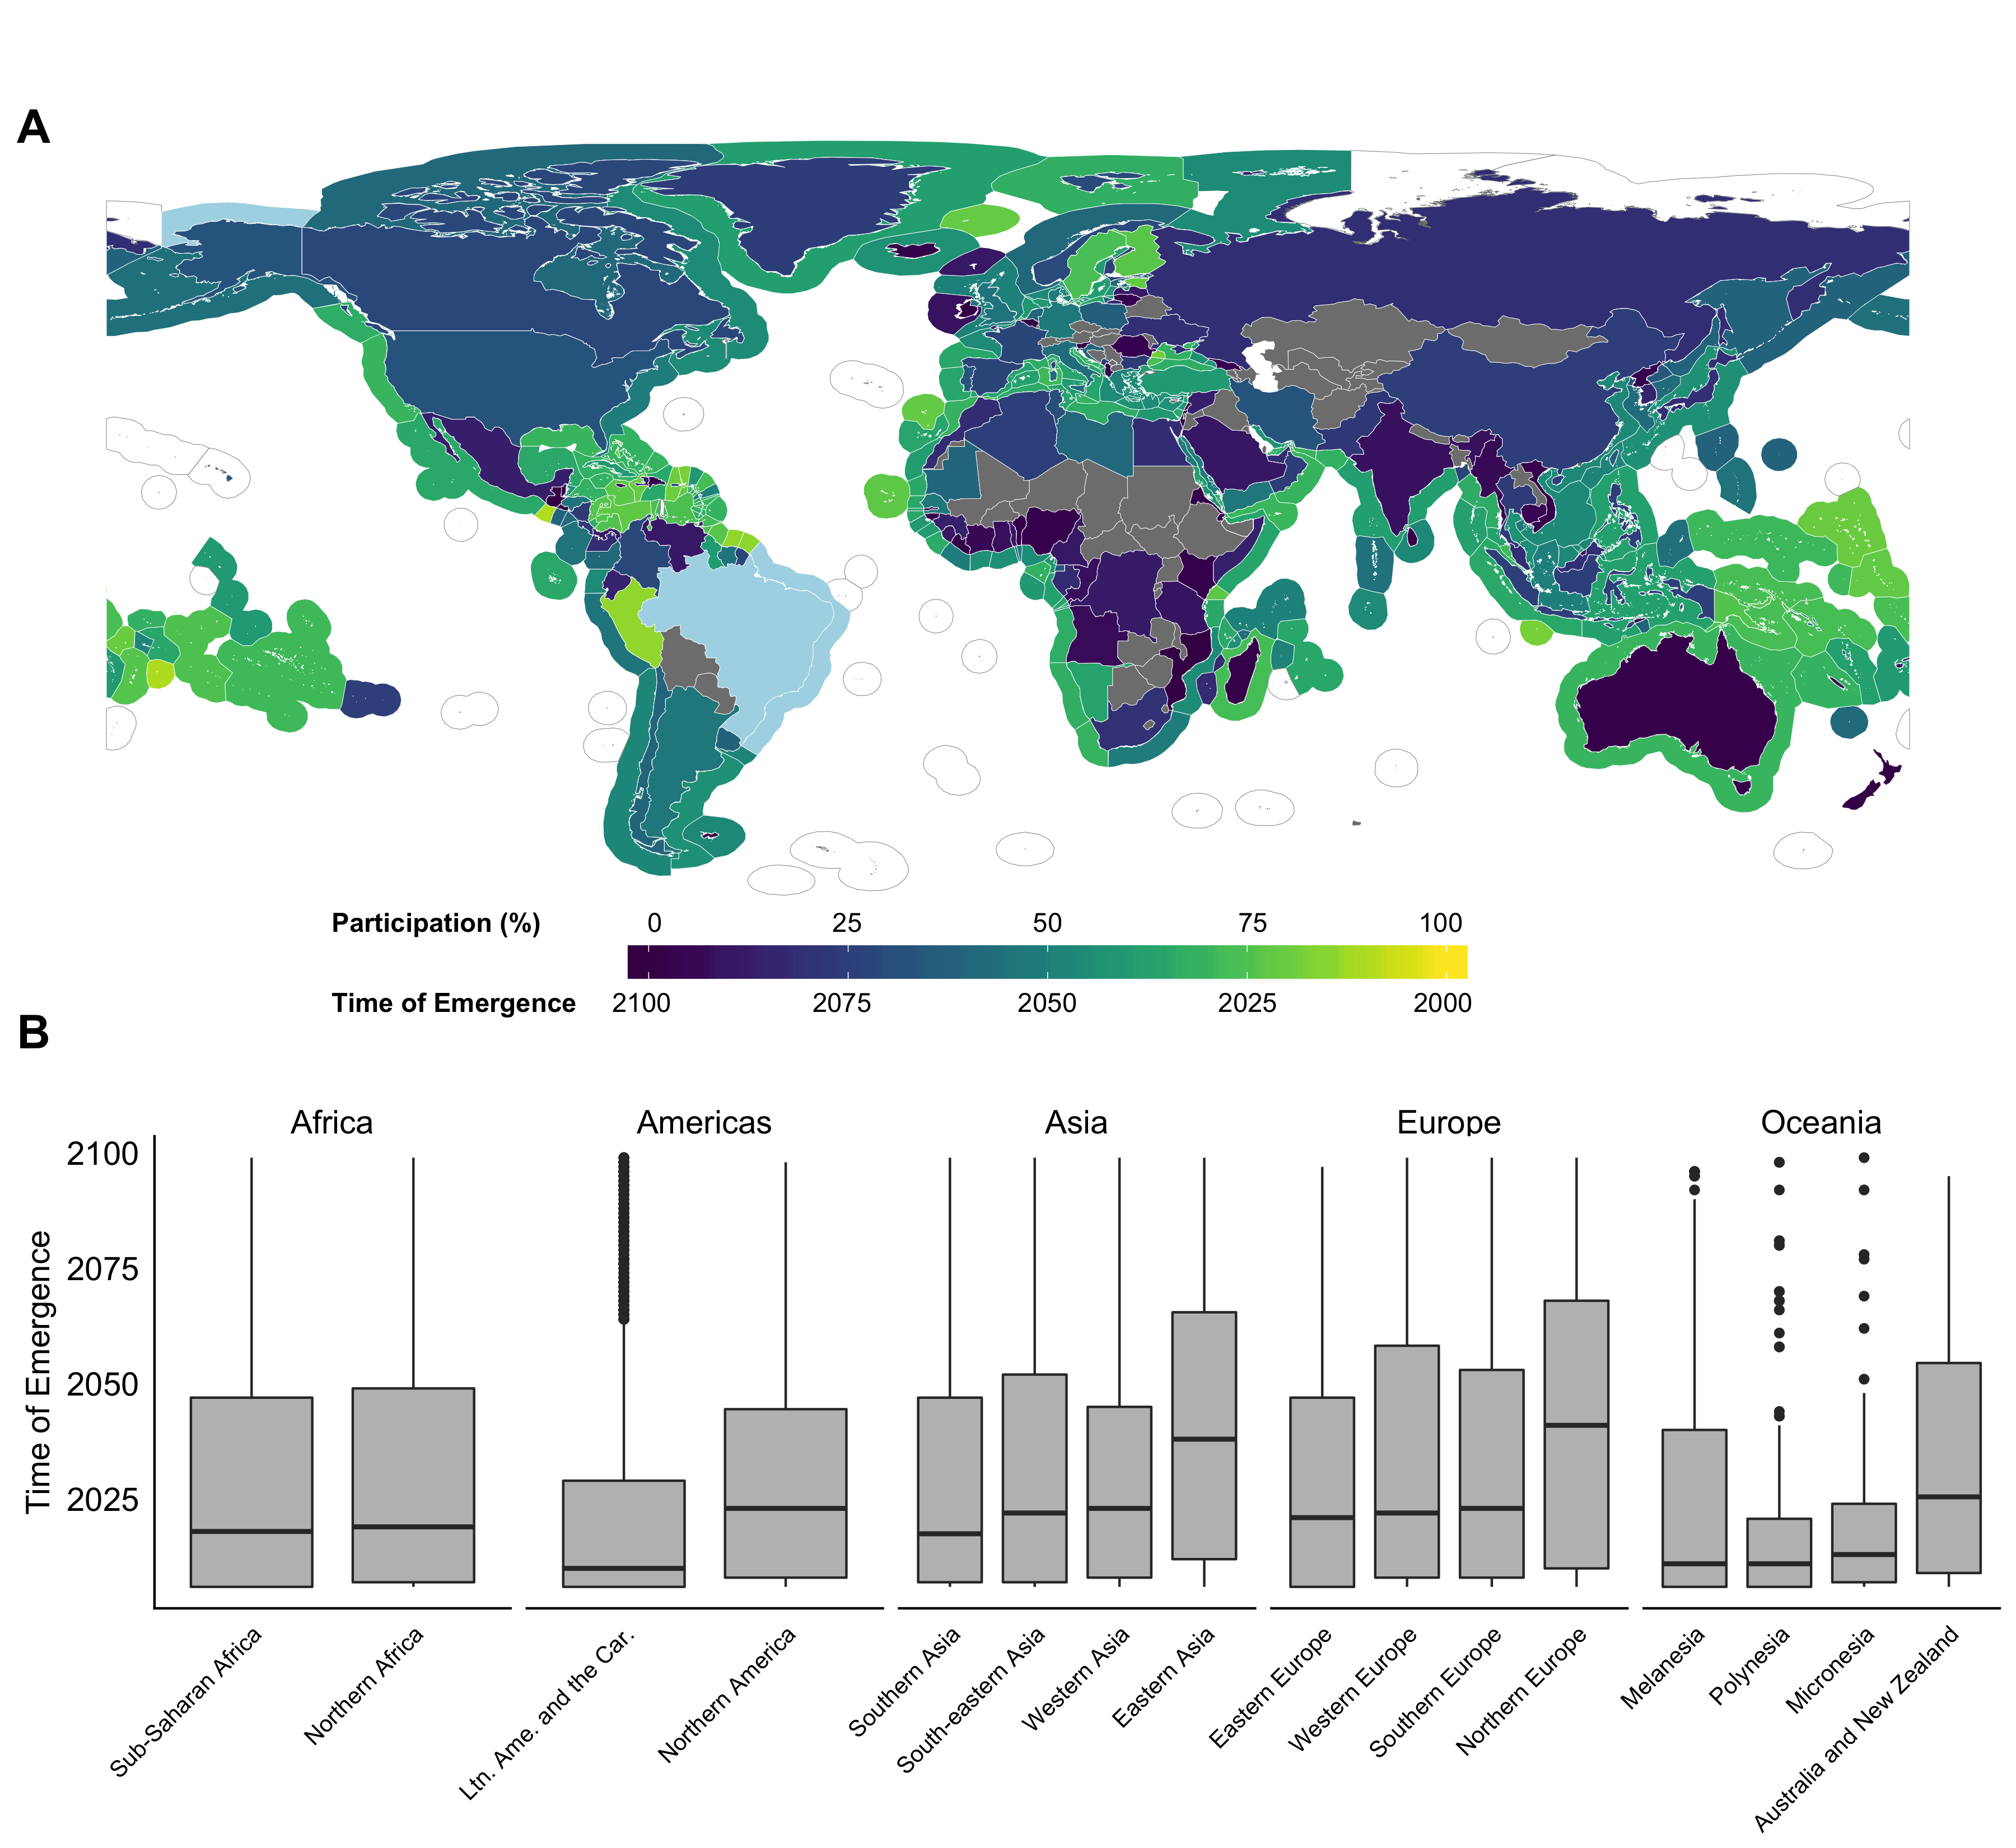 A
Participation (%) 0 25 50 75 100
Time of Emergence 2100 2075 2050 2025 2000
B
Africa Americas Asia Europe Oceania
Time of Emergence
2100
2075
2050
2025
Sub-Saharan Africa
Northern Africa
Ltn. Ame. and the Car.
Northern America
Southern Asia
South-eastern Asia
Western Asia
Eastern Asia
Eastern Europe
Western Europe
Southern Europe
Northern Europe
Melanesia
Polynesia
Micronesia
Australia and New Zealand